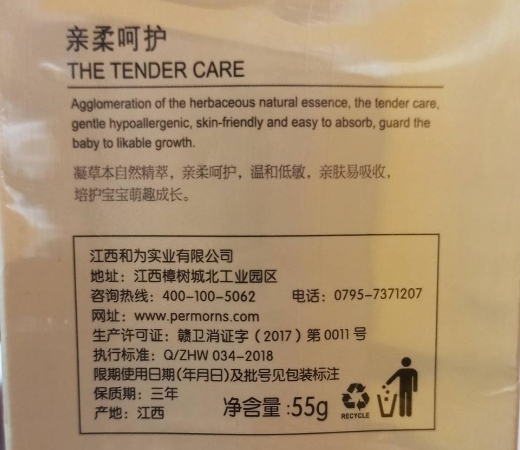 亲柔呵护
THE TENDER CARE
Agglomeration of the herbaceous natural essence, the tender care,
gentle hypoallergenic, skin-friendly and easy to absorb, guard the
baby to likable growth.
凝草本自然精萃，亲柔呵护，温和低敏，亲肤易吸收，
培护宝宝萌趣成长。
江西和为实业有限公司
地址：江西樟树城北工业园区
咨询热线：400-100-5062 电话：0795-7371207
网址：www.permorns.com
生产许可证：赣卫消证字（2017）第0011号
执行标准：Q/ZHW 034-2018
限期使用日期(年月日)及批号见包装标注
保质期：三年
产地：江西
净含量:55g
RECYCLE